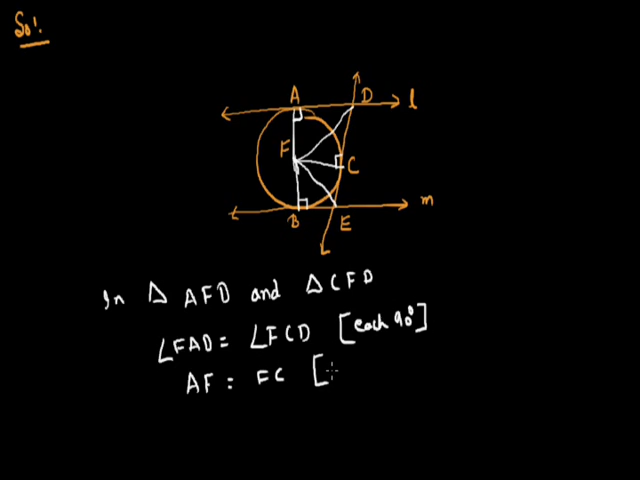 Sol:
A
D
l
F
C
B
E
m
In △ AFD and △CFD
∠FAD = ∠FCD [each 90°]
AF = FC [